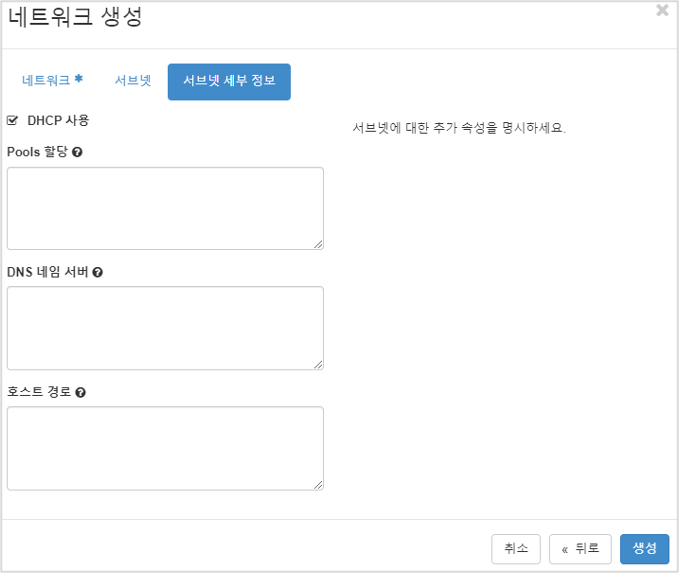 네트워크 생성
네트워크 * 서브넷 서브넷 세부 정보
DHCP 사용
서브넷에 대한 추가 속성을 명시하세요.
Pools 할당
DNS 네임 서버
호스트 경로
취소 « 뒤로 생성